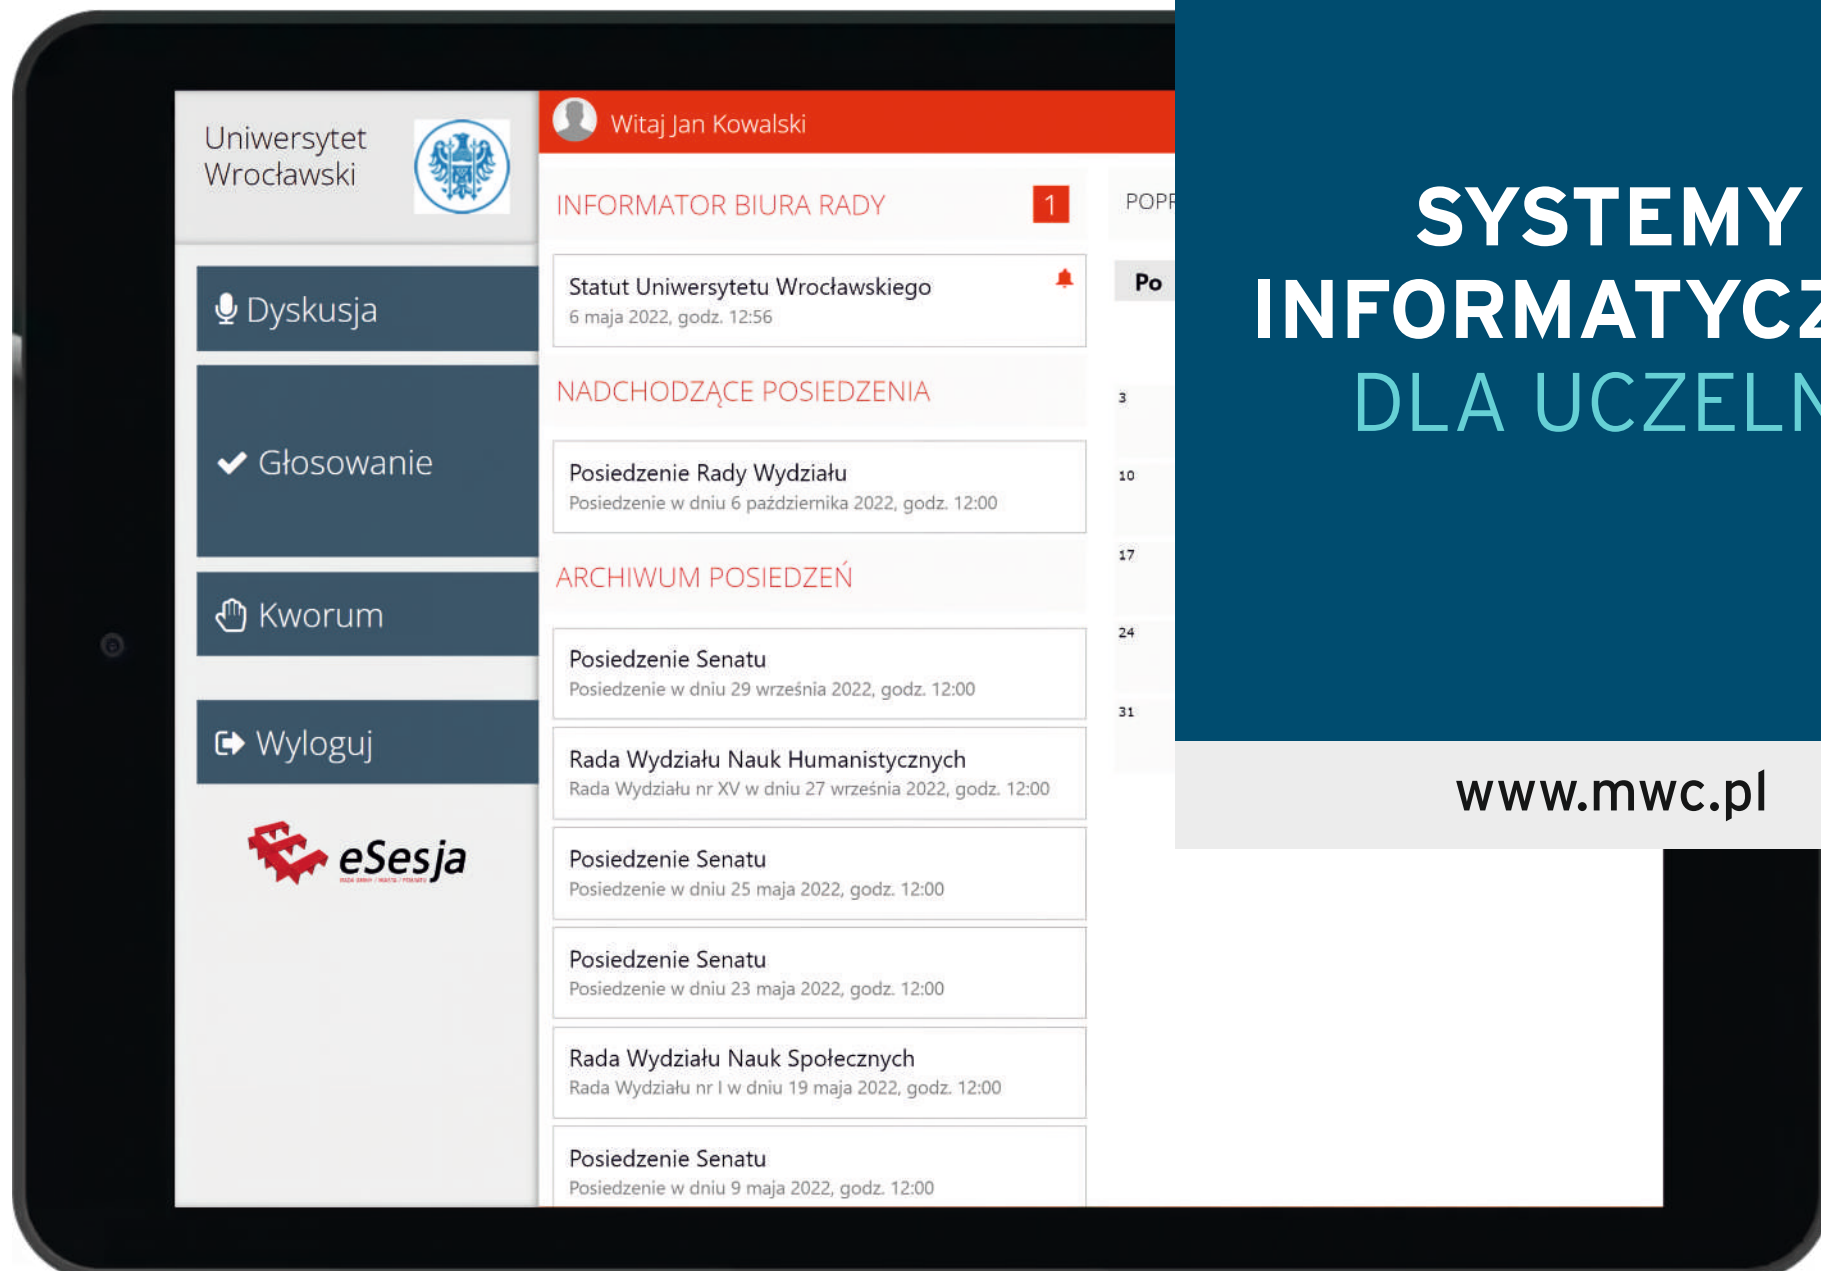 Uniwersytet
Wrocławski
Dyskusja
Głosowanie
Kworum
Wyloguj
eSesja
Witaj Jan Kowalski
INFORMATOR BIURA RADY 1
Statut Uniwersytetu Wrocławskiego
6 maja 2022, godz. 12:56
NADCHODZĄCE POSIEDZENIA
Posiedzenie Rady Wydziału
Posiedzenie w dniu 6 października 2022, godz. 12:00
ARCHIWUM POSIEDZEŃ
Posiedzenie Senatu
Posiedzenie w dniu 29 września 2022, godz. 12:00
Rada Wydziału Nauk Humanistycznych
Rada Wydziału nr XV w dniu 27 września 2022, godz. 12:00
Posiedzenie Senatu
Posiedzenie w dniu 25 maja 2022, godz. 12:00
Posiedzenie Senatu
Posiedzenie w dniu 23 maja 2022, godz. 12:00
Rada Wydziału Nauk Społecznych
Rada Wydziału nr I w dniu 19 maja 2022, godz. 12:00
Posiedzenie Senatu
Posiedzenie w dniu 9 maja 2022, godz. 12:00
Po
3
10
17
24
31
SYSTEMY
DLA
www.mwc.pl